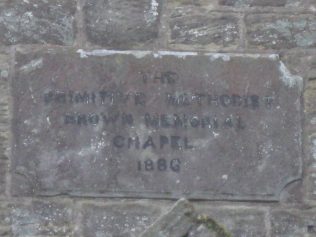 THE
PRIMITIVE METHODIST
BROWN MEMORIAL
CHAPEL
1886